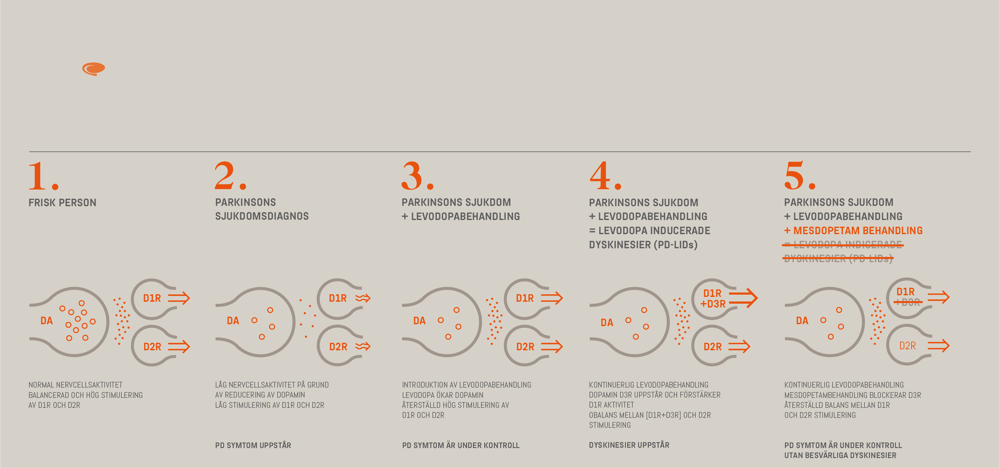 1.
FRISK PERSON
DA
D1R
D2R
NORMAL NERVCELLSAKTIVITET
BALANCERAD OCH HÖG STIMULERING
AV D1R OCH D2R
2.
PARKINSONS
SJUKDOMSDIAGNOS
DA
D1R
D2R
LÅG NERVCELLSAKTIVITET PÅ GRUND
AV REDUCERING AV DOPAMIN
LÅG STIMULERING AV D1R OCH D2R
PD SYMTOM UPPSTÅR
3.
PARKINSONS SJUKDOM
+ LEVODOPABEHANDLING
DA
D1R
D2R
INTRODUKTION AV LEVODOPABEHANDLING
LEVODOPA ÖKAR DOPAMIN
ÅTERSTÄLLD HÖG STIMULERING AV
D1R OCH D2R
PD SYMTOM ÄR UNDER KONTROLL
4.
PARKINSONS SJUKDOM
+ LEVODOPABEHANDLING
= LEVODOPA INDUCERADE
DYSKINESIER (PD-LIDs)
DA
D1R
+D3R
D2R
KONTINUERLIG LEVODOPABEHANDLING
DOPAMIN D3R UPPSTÅR OCH FÖRSTÄRKER
D1R AKTIVITET
OBALANS MELLAN [D1R+D3R] OCH D2R
STIMULERING
DYSKINESIER UPPSTÅR
5.
PARKINSONS SJUKDOM
+ LEVODOPABEHANDLING
+ MESDOPETAM BEHANDLING
= LEVODOPA INDICERADE
DYSKINESIER (PD-LIDs)
DA
D1R
+D3R
D2R
KONTINUERLIG LEVODOPABEHANDLING
MESDOPETAMBEHANDLING BLOCKERAR D3R
ÅTERSTÄLLD BALANS MELLAN D1R
OCH D2R STIMULERING
PD SYMTOM ÄR UNDER KONTROLL
UTAN BESVÄRLIGA DYSKINESIER